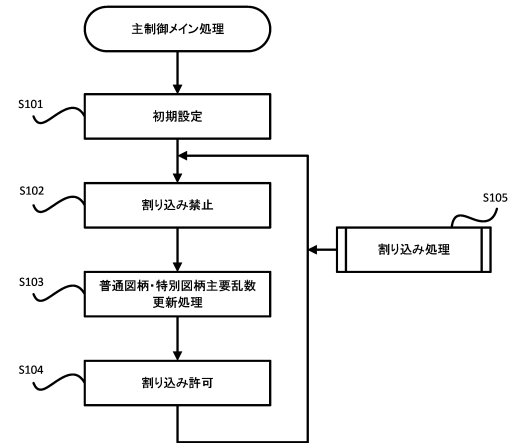 主制御メイン処理
S101
初期設定
S102
割り込み禁止
S105
割り込み処理
S103
普通図柄・特別図柄主要乱数
更新処理
S104
割り込み許可